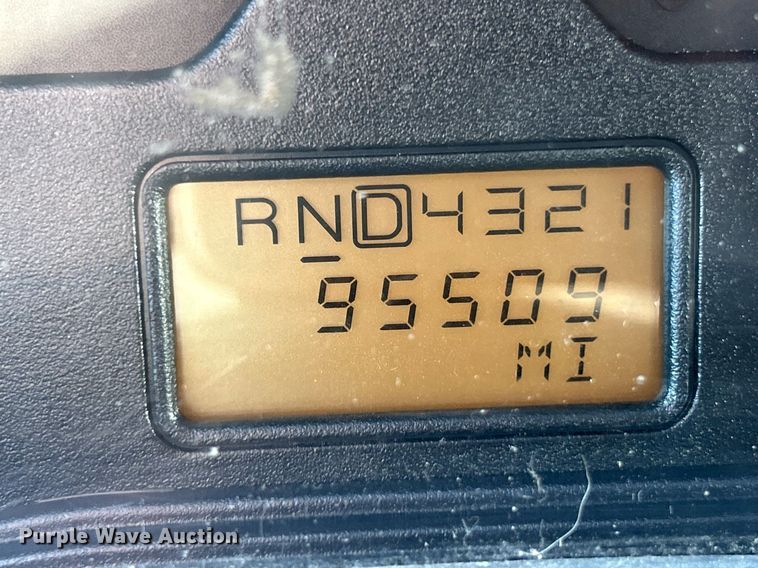 RND4321
95509
MI
Purple Wave Auction